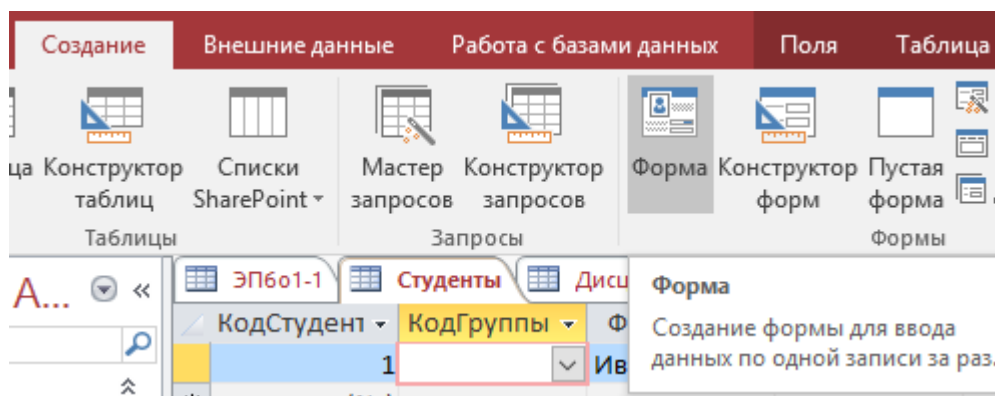 Создание Внешние данные Работа с базами данных Поля Таблица
ца Конструктор таблиц Списки SharePoint Мастер запросов Конструктор запросов Форма Конструктор форм Пустая форма
Таблицы Запросы Формы
А... ЭП6о1-1 Студенты Дисц
КодСтудент КодГруппы Ф
1 Ив
Форма
Создание формы для ввода
данных по одной записи за раз.